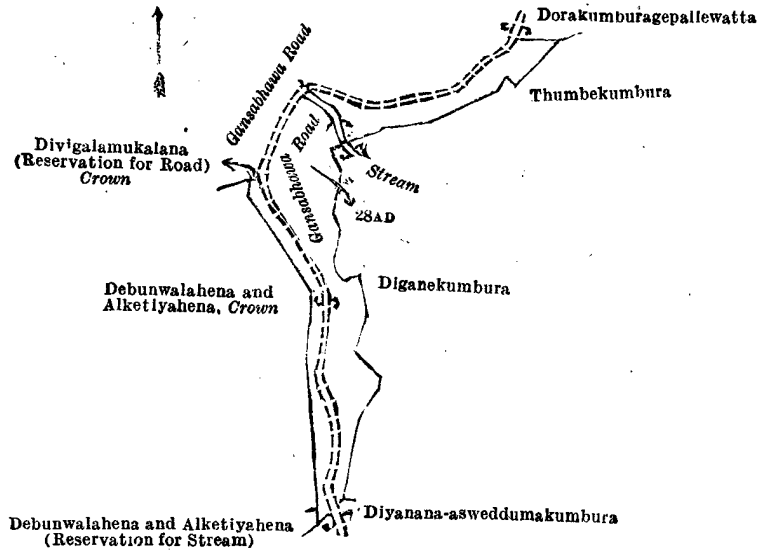 Dorakumburagepallewatta
Gansabhawa Road
Thumbekumbura
Divigalamukalana
(Reservation for Road)
Crown
Gansabhawa Road
Stream
28AD
Diganekumbura
Debunwalahena and
Alketiyahena, Crown
Diyanana-asweddumakumbura
Debunwalahena and Alketiyahena
(Reservation for Stream)